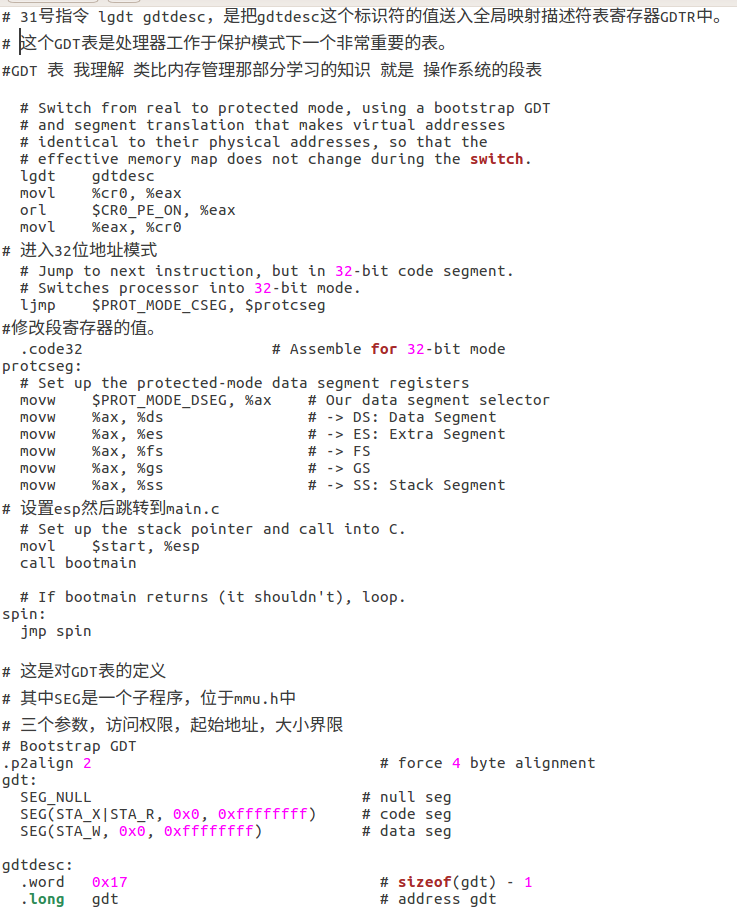 # 31号指令 lgdt gdtdesc，是把gdtdesc这个标识符的值送入全局映射描述符表寄存器GDTR中。
# 这个GDT表是处理器工作于保护模式下一个非常重要的表。
#GDT 表 我理解 类比内存管理那部分学习的知识 就是 操作系统的段表
# Switch from real to protected mode, using a bootstrap GDT
# and segment translation that makes virtual addresses
# identical to their physical addresses, so that the
# effective memory map does not change during the switch.
lgdt    gdtdesc
movl    %cr0, %eax
orl     $CR0_PE_ON, %eax
movl    %eax, %cr0
# 进入32位地址模式
# Jump to next instruction, but in 32-bit code segment.
# Switches processor into 32-bit mode.
ljmp    $PROT_MODE_CSEG, $protcseg
#修改段寄存器的值。
.code32                     # Assemble for 32-bit mode
protcseg:
# Set up the protected-mode data segment registers
movw    $PROT_MODE_DSEG, %ax    # Our data segment selector
movw    %ax, %ds                # -> DS: Data Segment
movw    %ax, %es                # -> ES: Extra Segment
movw    %ax, %fs                # -> FS
movw    %ax, %gs                # -> GS
movw    %ax, %ss                # -> SS: Stack Segment
# 设置esp然后跳转到main.c
# Set up the stack pointer and call into C.
movl    $start, %esp
call bootmain
# If bootmain returns (it shouldn't), loop.
spin:
jmp spin
# 这是对GDT表的定义
# 其中SEG是一个子程序，位于mmu.h中
# 三个参数，访问权限，起始地址，大小界限
# Bootstrap GDT
.p2align 2                                # force 4 byte alignment
gdt:
SEG_NULL                              # null seg
SEG(STA_X|STA_R, 0x0, 0xffffffff)     # code seg
SEG(STA_W, 0x0, 0xffffffff)           # data seg
gdtdesc:
.word   0x17                            # sizeof(gdt) - 1
.long   gdt                             # address gdt